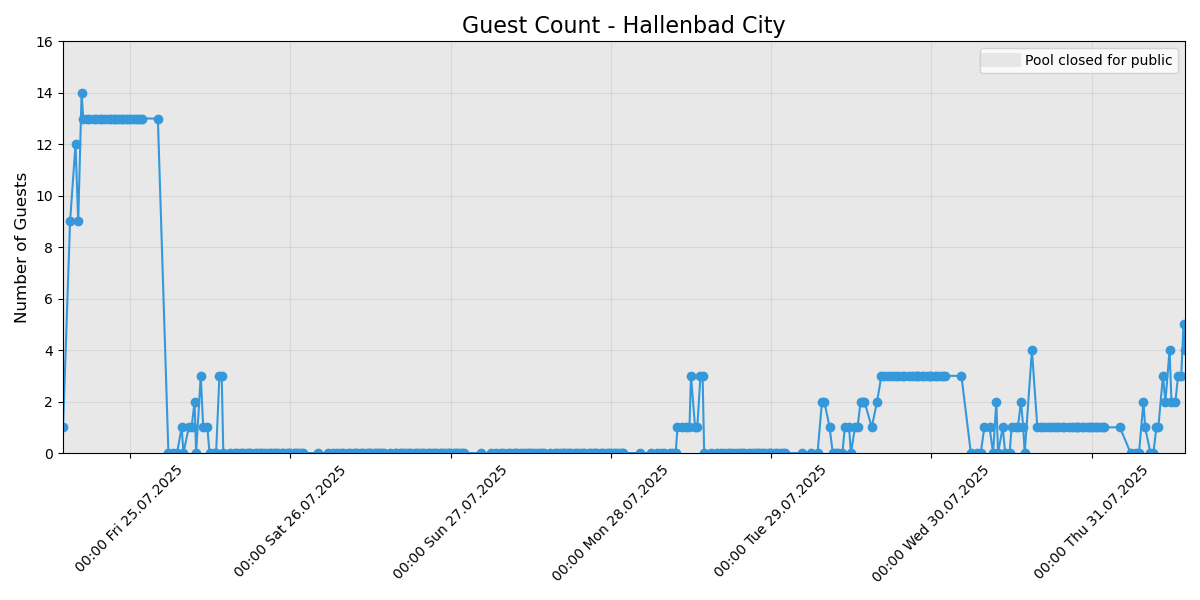 Guest Count - Hallenbad City
Pool closed for public
Number of Guests
16
14
12
10
8
6
4
2
0
00:00 Fri 25.07.2025
00:00 Sat 26.07.2025
00:00 Sun 27.07.2025
00:00 Mon 28.07.2025
00:00 Tue 29.07.2025
00:00 Wed 30.07.2025
00:00 Thu 31.07.2025